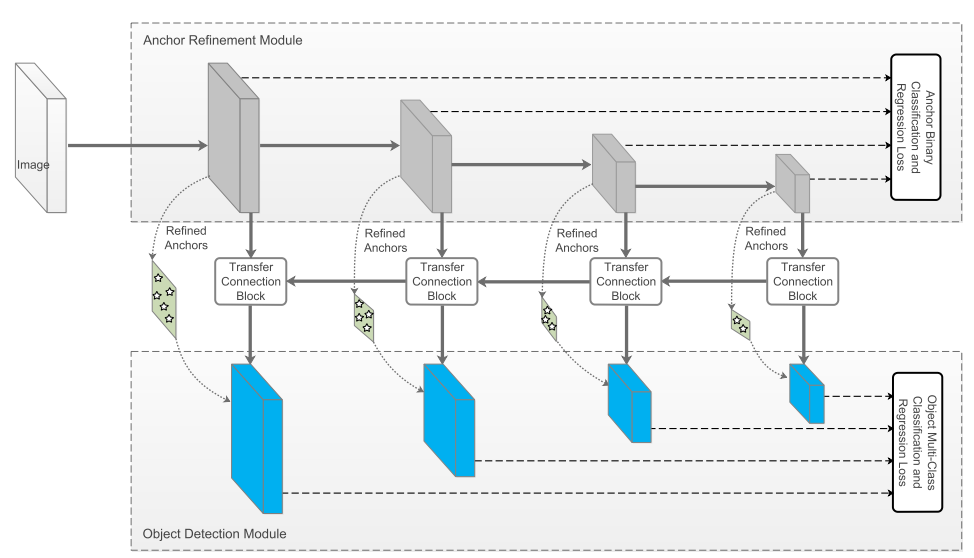 Anchor Refinement Module
Anchor Binary
Classification and
Regression Loss
Image
Refined
Anchors
Refined
Anchors
Refined
Anchors
Refined
Anchors
Transfer
Connection
Block
Transfer
Connection
Block
Transfer
Connection
Block
Transfer
Connection
Block
Object Multi-Class
Classification and
Regression Loss
Object Detection Module